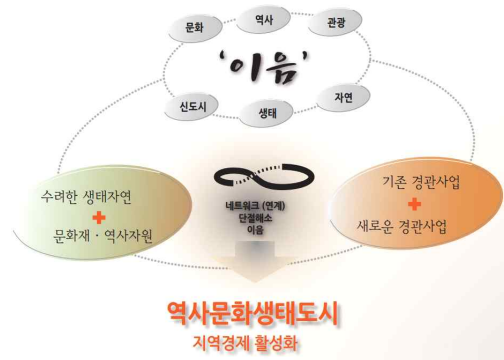 문화
역사
관광
'이음'
신도시
생태
자연
수려한 생태자연
+
문화재 · 역사자원
네트워크 (연계)
단절해소
이음
기존 경관사업
+
새로운 경관사업
역사문화생태도시
지역경제 활성화